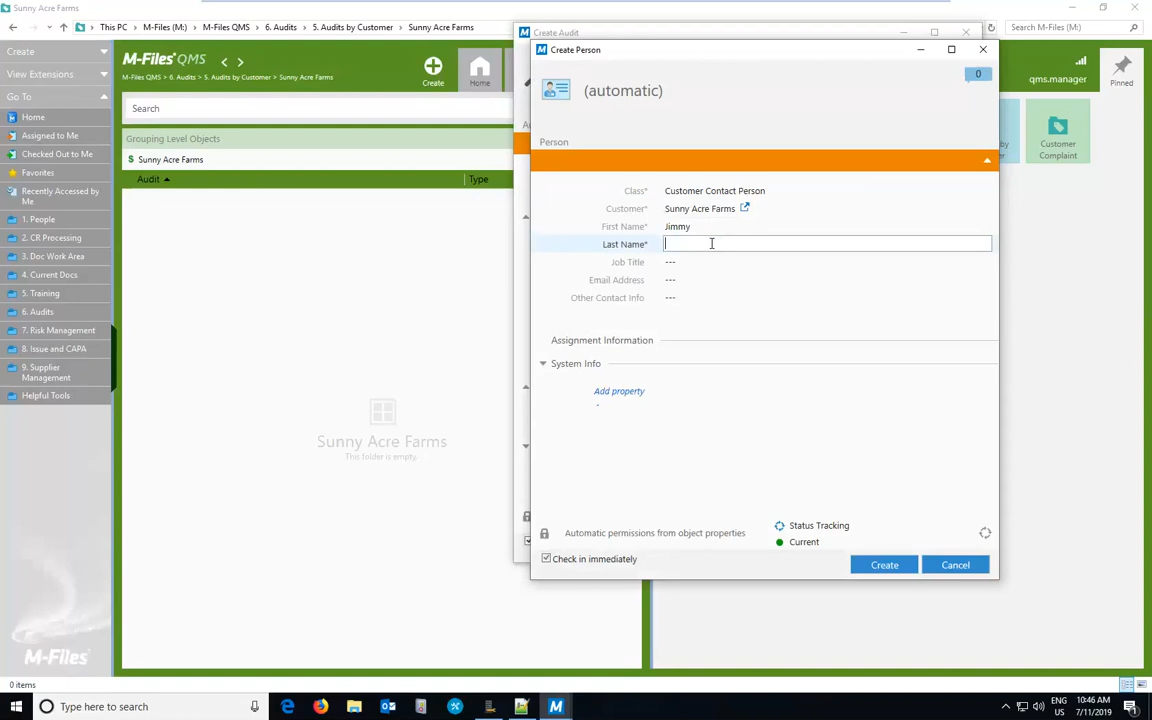 Sunny Acre Farms
This PC › M-Files (M:) › M-Files QMS › 6. Audits › 5. Audits by Customer › Sunny Acre Farms
Search M-Files QMS
Create
View Extensions
Go To
Home
Assigned to Me
Checked Out to Me
Favorites
Recently Accessed by
Me
1. People
2. CR Processing
3. Doc Work Area
4. Current Docs
5. Training
6. Audits
7. Risk Management
8. Issue and CAPA
9. Supplier
Management
Helpful Tools
M-Files
M-Files QMS
M-Files QMS > 6. Audits > 5. Audits by Customer > Sunny Acre Farms
Create
Home
Search
Grouping Level Objects
$ Sunny Acre Farms
Audit
Type
Sunny Acre Farms
This folder is empty.
Create Audit
Create Person
0
(automatic)
Person
Class* Customer Contact Person
Customer* Sunny Acre Farms
First Name* Jimmy
Last Name*
Job Title ---
Email Address ---
Other Contact Info ---
Assignment Information
System Info
Add property
Automatic permissions from object properties
Status Tracking
Current
Check in immediately
Create
Cancel
qms.manager
Pinned
Customer
Complaint
0 items
Type here to search
ENG
US
10:46 AM
7/11/2019